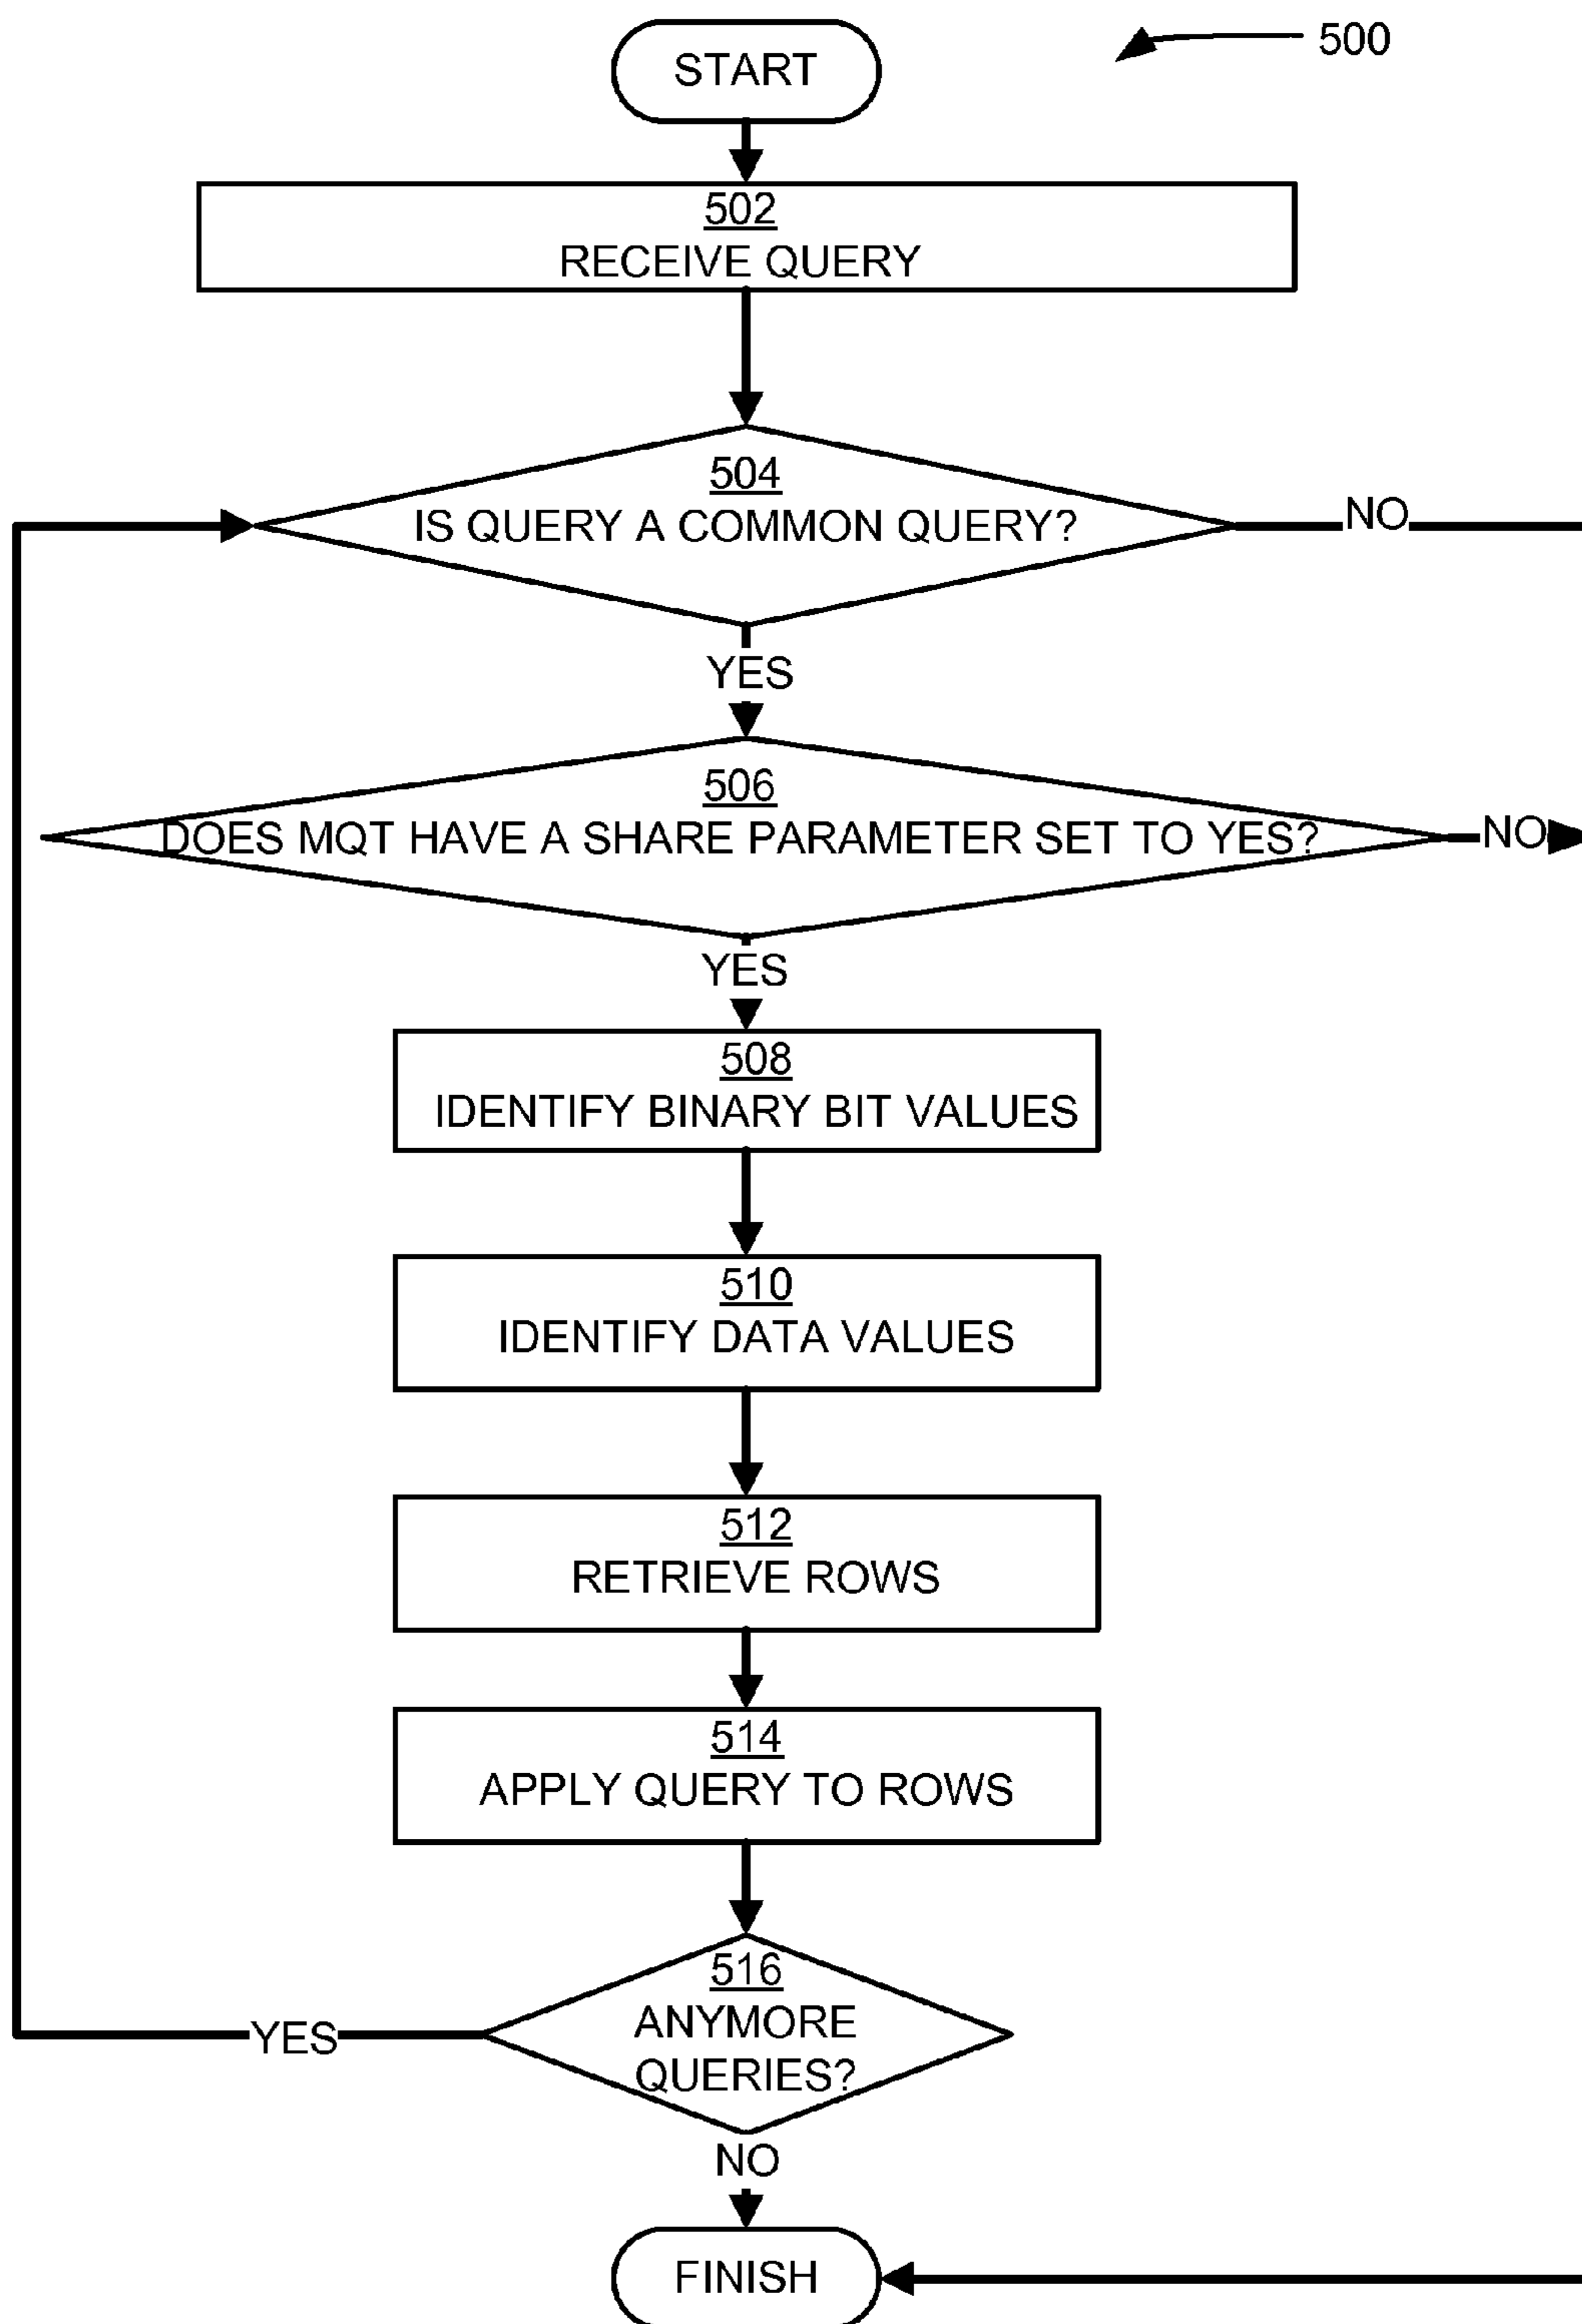 START
500
502
RECEIVE QUERY
504
IS QUERY A COMMON QUERY?
NO
YES
506
DOES MQT HAVE A SHARE PARAMETER SET TO YES?
NO
YES
508
IDENTIFY BINARY BIT VALUES
510
IDENTIFY DATA VALUES
512
RETRIEVE ROWS
514
APPLY QUERY TO ROWS
516
ANYMORE
QUERIES?
YES
NO
FINISH